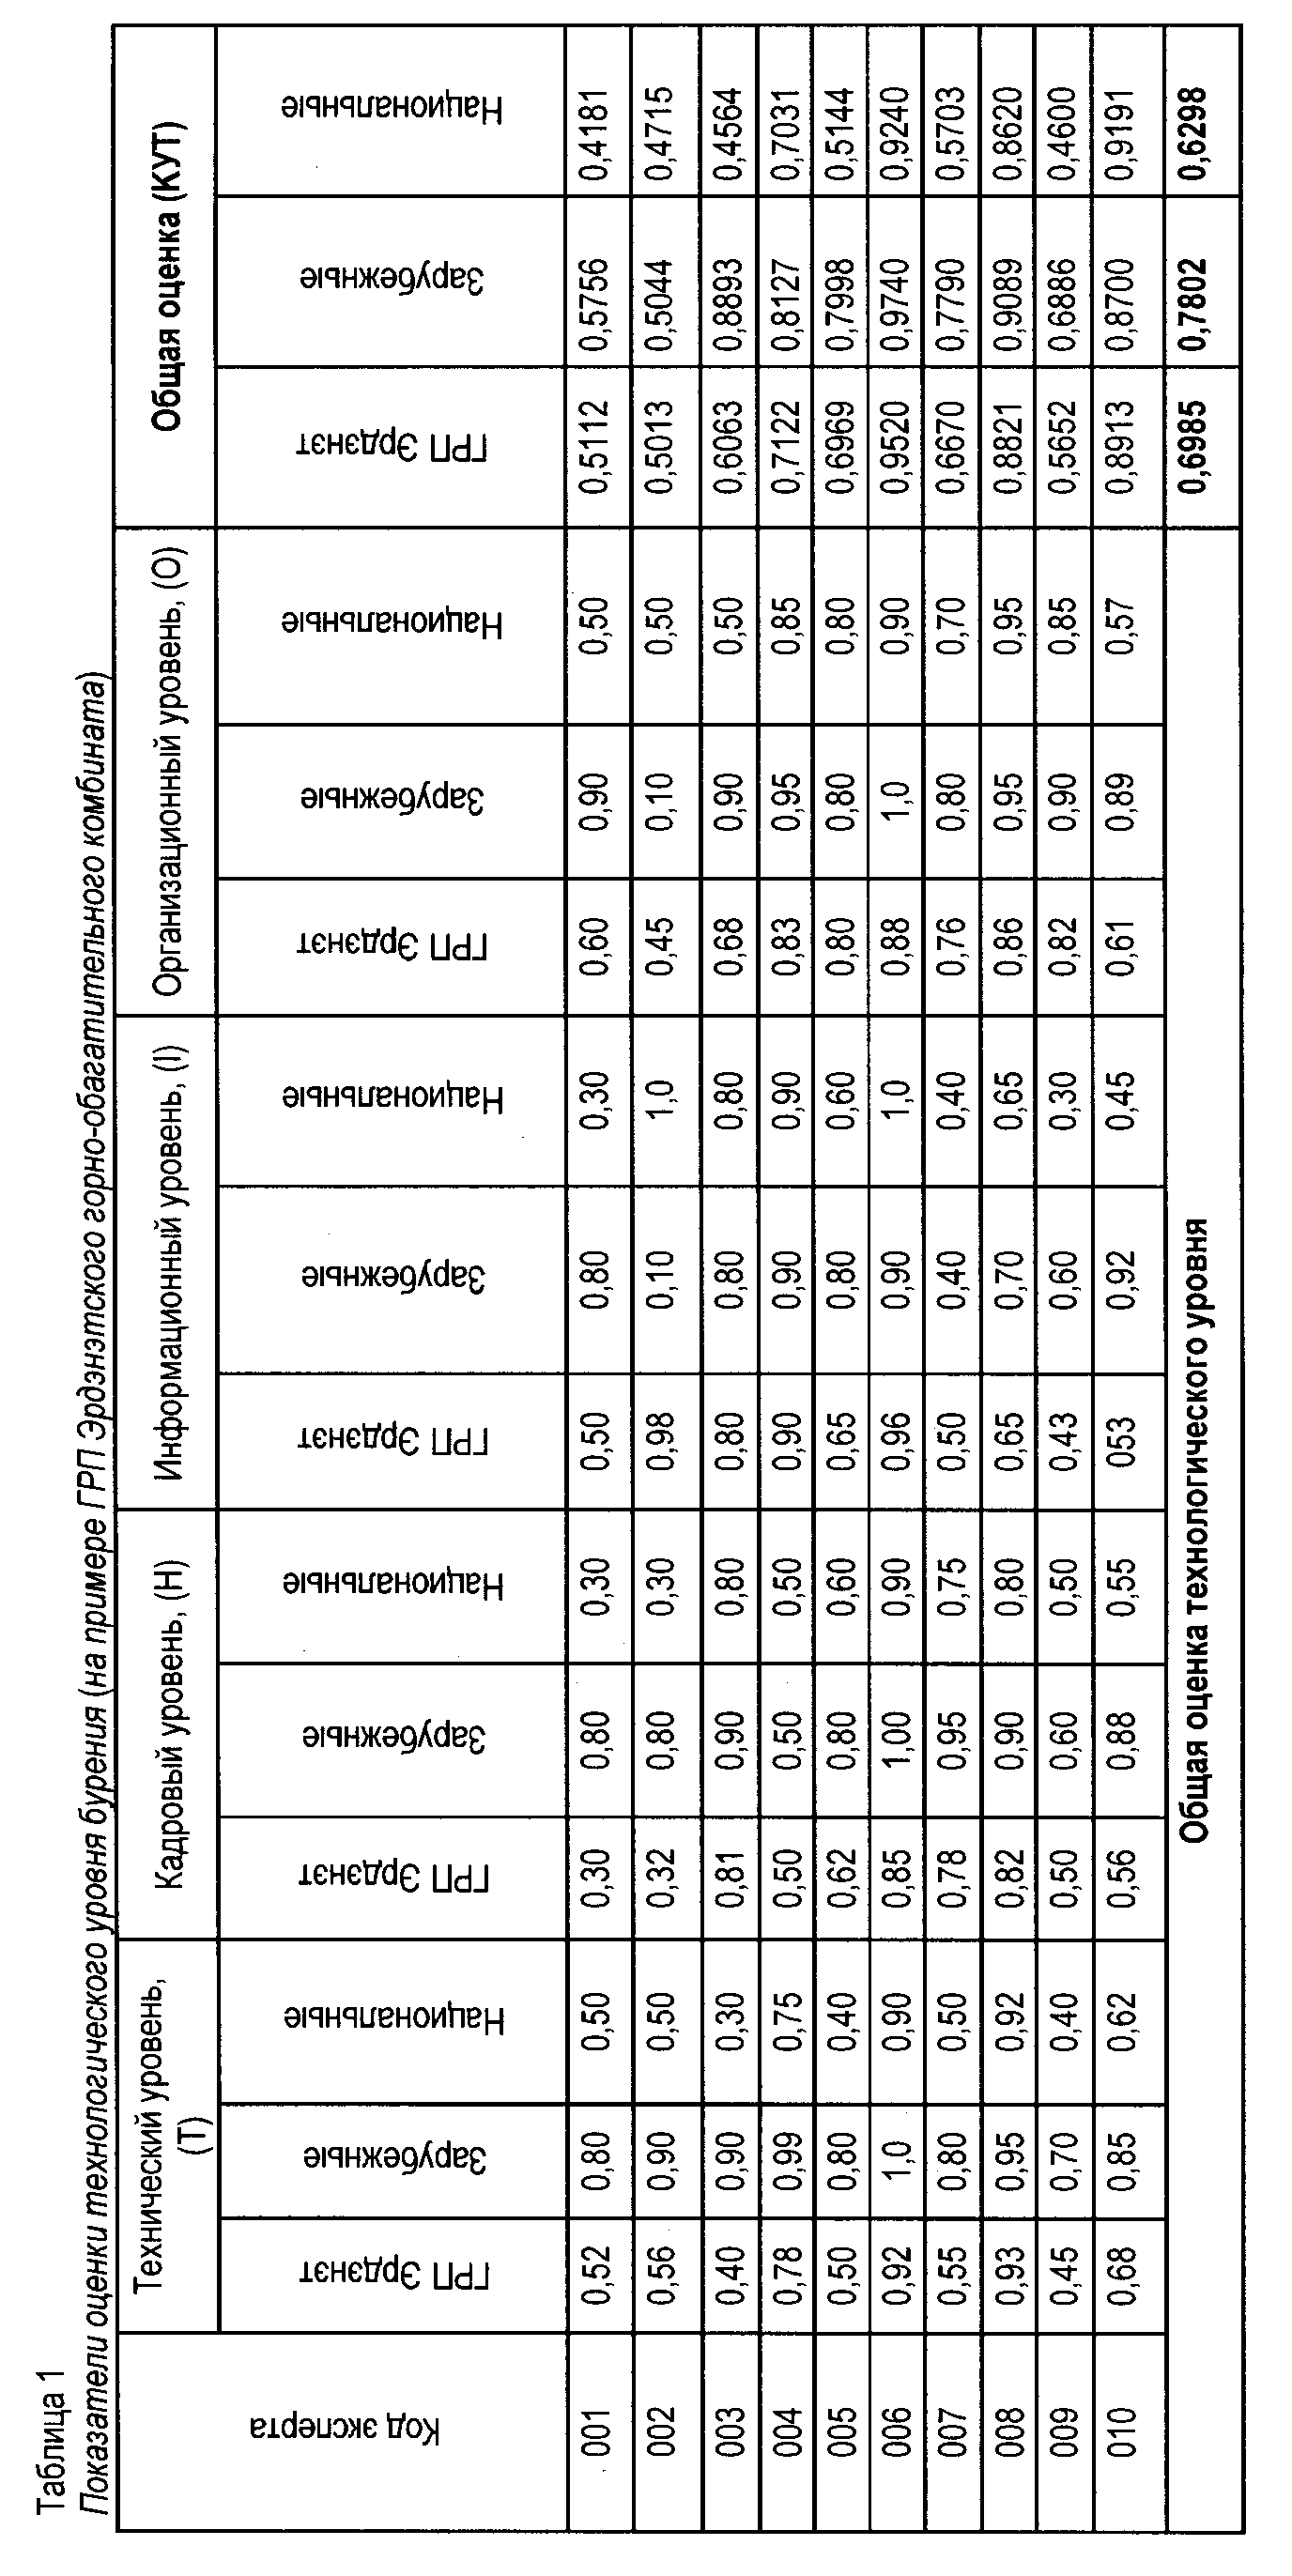 Таблица 1
Показатели оценки технологического уровня бурения (на примере ГРП Эрдэнэтского горно-обагатительного комбината)
Код эксперта | Технический уровень, (Т) | Кадровый уровень, (Н) | Информационный уровень, (I) | Организационный уровень, (О) | Общая оценка (КУТ)
ГРП Эрдэнэт | Зарубежные | Национальные | ГРП Эрдэнэт | Зарубежные | Национальные | ГРП Эрдэнэт | Зарубежные | Национальные | ГРП Эрдэнэт | Зарубежные | Национальные | ГРП Эрдэнэт | Зарубежные | Национальные
001 | 0,52 | 0,80 | 0,50 | 0,30 | 0,80 | 0,30 | 0,50 | 0,80 | 0,30 | 0,60 | 0,90 | 0,50 | 0,5112 | 0,5756 | 0,4181
002 | 0,56 | 0,90 | 0,50 | 0,32 | 0,80 | 0,30 | 0,98 | 0,10 | 1,0 | 0,45 | 0,10 | 0,50 | 0,5013 | 0,5044 | 0,4715
003 | 0,40 | 0,90 | 0,30 | 0,81 | 0,90 | 0,80 | 0,80 | 0,80 | 0,80 | 0,68 | 0,90 | 0,50 | 0,6063 | 0,8893 | 0,4564
004 | 0,78 | 0,99 | 0,75 | 0,50 | 0,50 | 0,50 | 0,90 | 0,90 | 0,90 | 0,83 | 0,95 | 0,85 | 0,7122 | 0,8127 | 0,7031
005 | 0,50 | 0,80 | 0,40 | 0,62 | 0,80 | 0,60 | 0,65 | 0,80 | 0,60 | 0,80 | 0,80 | 0,80 | 0,6969 | 0,7998 | 0,5144
006 | 0,92 | 1,0 | 0,90 | 0,85 | 1,00 | 0,90 | 0,96 | 0,90 | 1,0 | 0,88 | 1,0 | 0,90 | 0,9520 | 0,9740 | 0,9240
007 | 0,55 | 0,80 | 0,50 | 0,78 | 0,95 | 0,75 | 0,50 | 0,40 | 0,40 | 0,76 | 0,80 | 0,70 | 0,6670 | 0,7790 | 0,5703
008 | 0,93 | 0,95 | 0,92 | 0,82 | 0,90 | 0,80 | 0,65 | 0,70 | 0,65 | 0,86 | 0,95 | 0,95 | 0,8821 | 0,9089 | 0,8620
009 | 0,45 | 0,70 | 0,40 | 0,50 | 0,60 | 0,50 | 0,43 | 0,60 | 0,30 | 0,82 | 0,90 | 0,85 | 0,5652 | 0,6886 | 0,4600
010 | 0,68 | 0,85 | 0,62 | 0,56 | 0,88 | 0,55 | 053 | 0,92 | 0,45 | 0,61 | 0,89 | 0,57 | 0,8913 | 0,8700 | 0,9191
Общая оценка технологического уровня | 0,6985 | 0,7802 | 0,6298